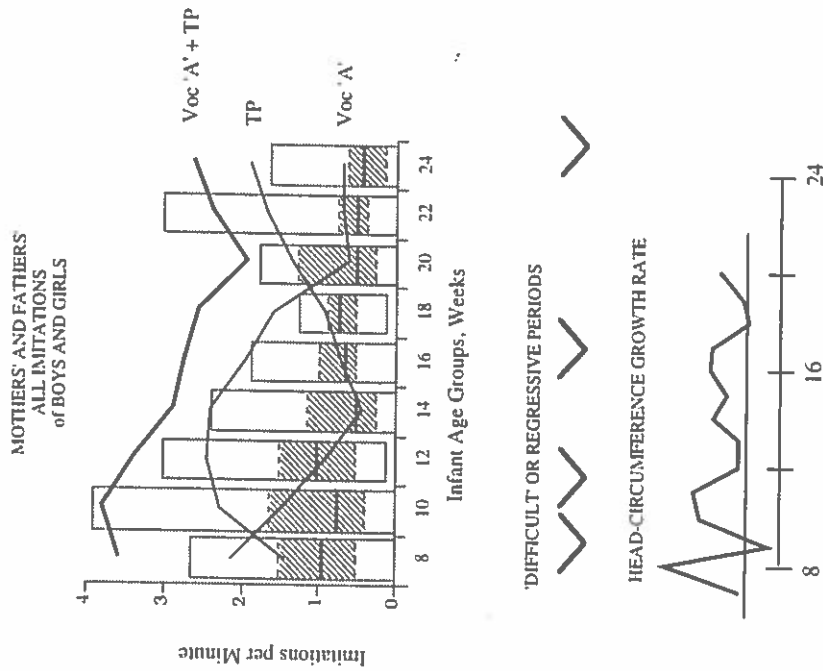 MOTHERS' AND FATHERS'
ALL IMITATIONS
of BOYS AND GIRLS
Voc 'A' + TP
TP
Voc 'A'
Imitations per Minute
4
3
2
1
0
8 10 12 14 16 18 20 22 24
Infant Age Groups, Weeks
'DIFFICULT' OR REGRESSIVE PERIODS
HEAD-CIRCUMFERENCE GROWTH RATE
8 16 24